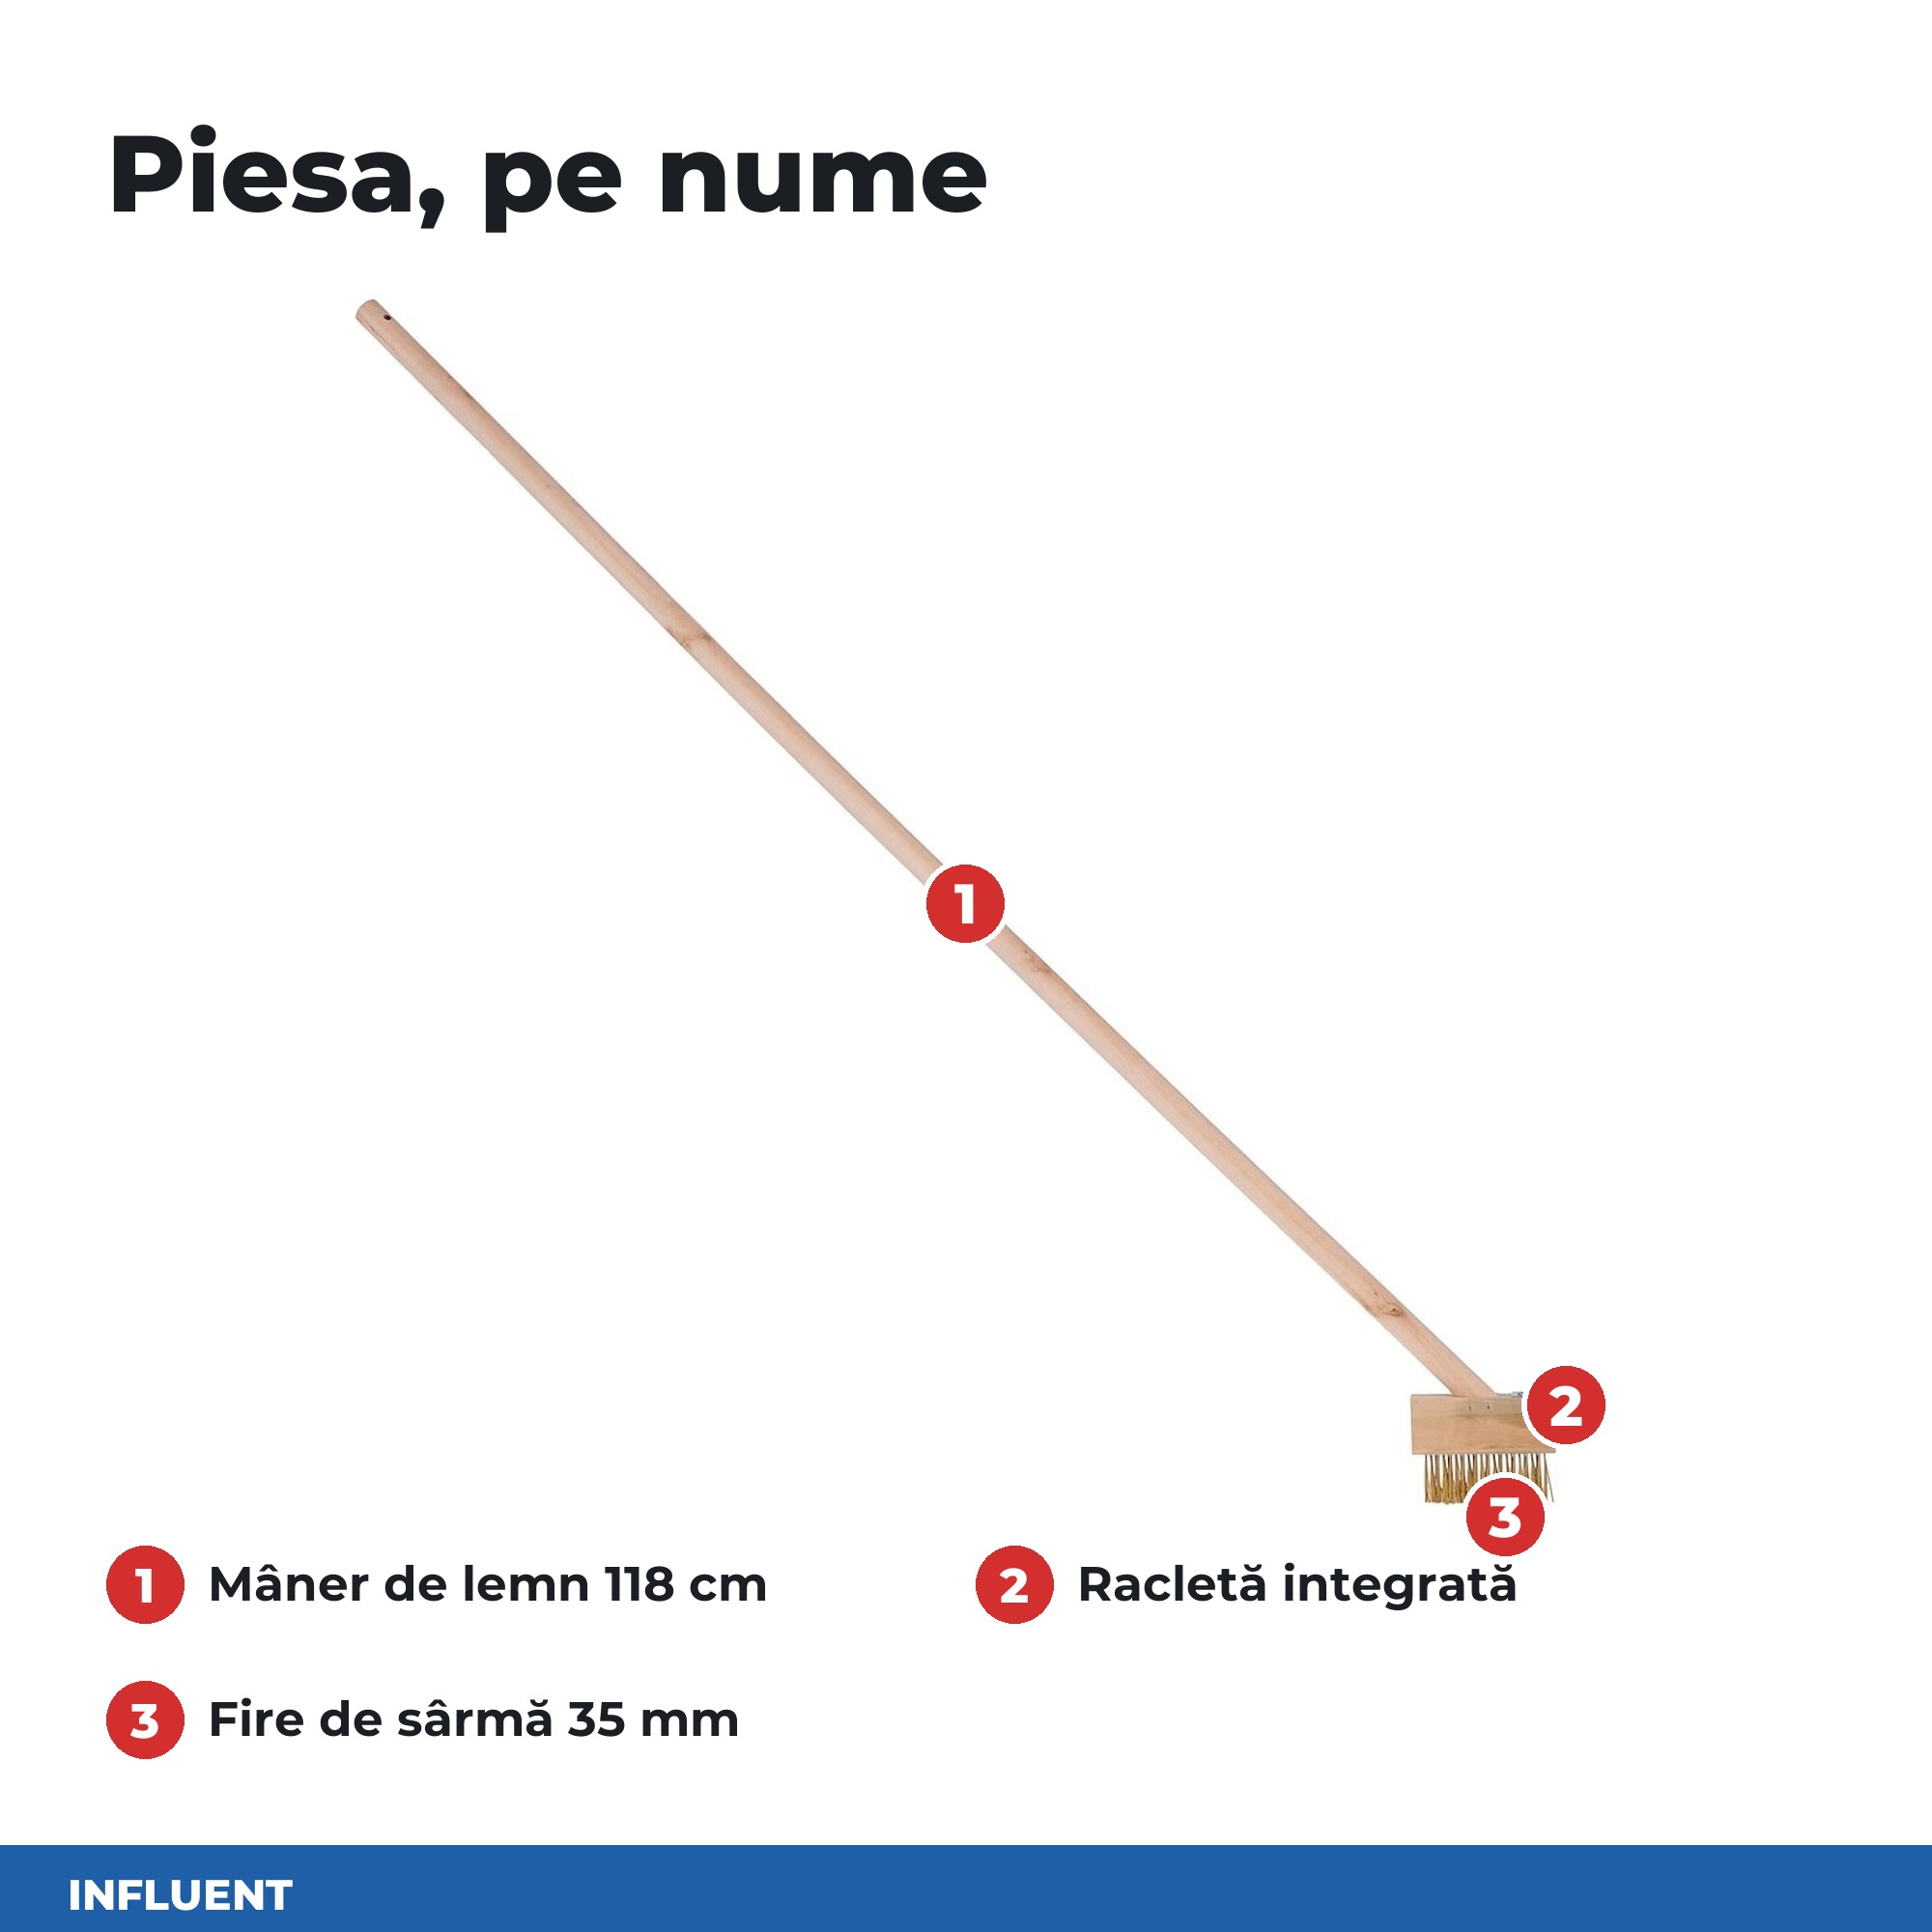 Piesa, pe nume
1
2
3
1 Mâner de lemn 118 cm
2 Racletă integrată
3 Fire de sârmă 35 mm
INFLUENT